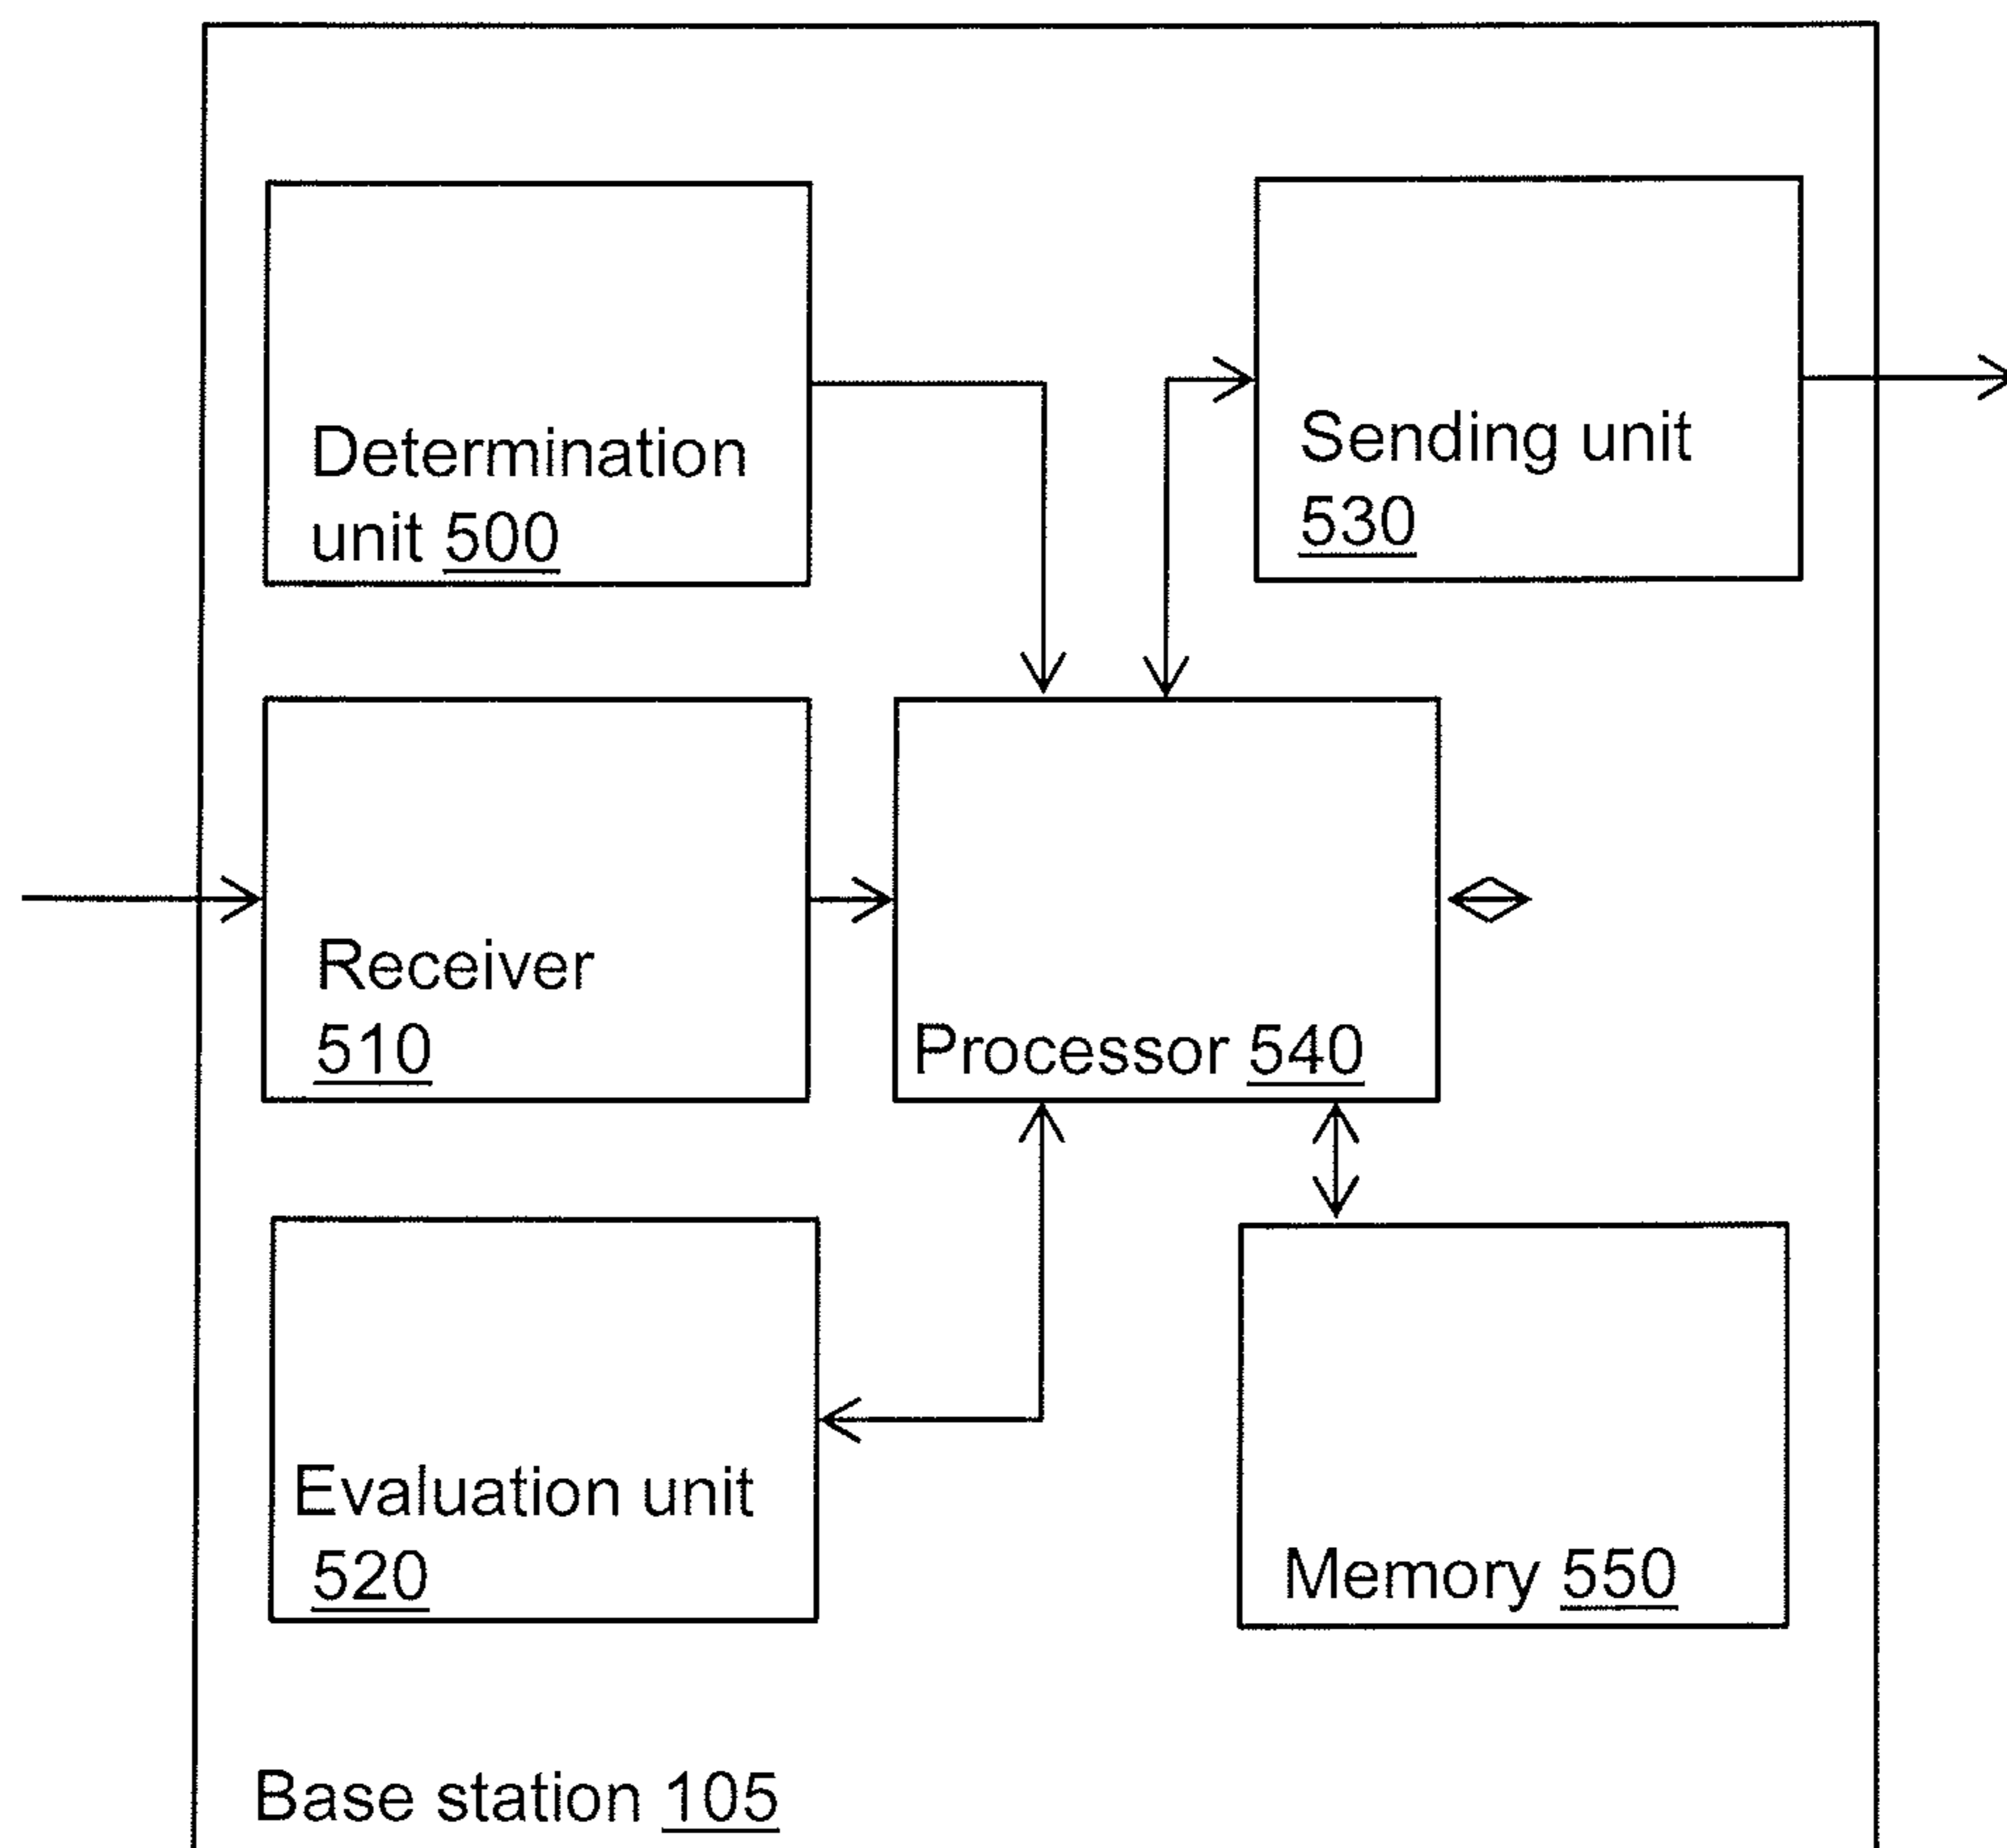 Determination
unit 500
Sending unit
530
Receiver
510
Processor 540
Evaluation unit
520
Memory 550
Base station 105